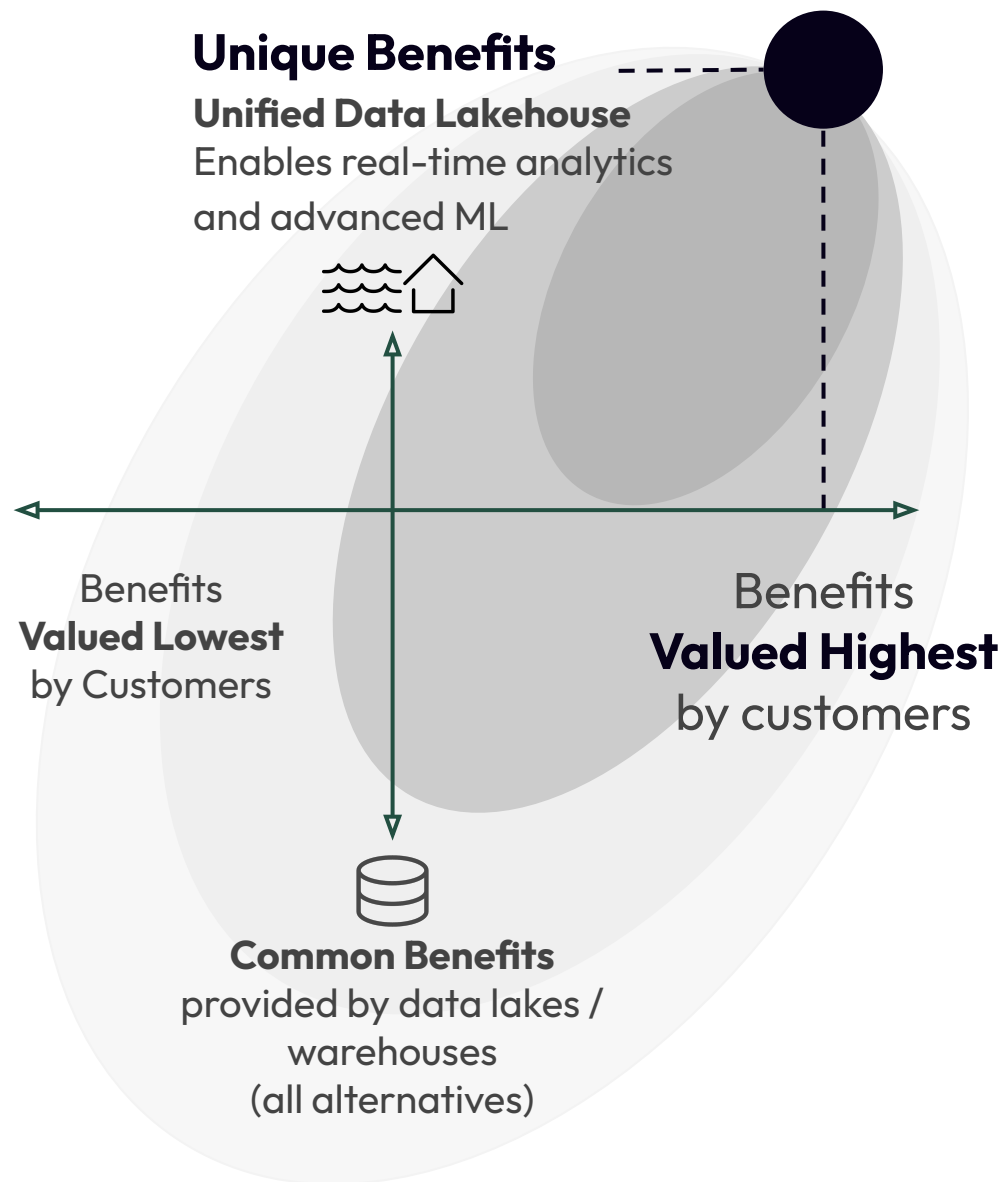 Unique Benefits
Unified Data Lakehouse
Enables real-time analytics
and advanced ML
Benefits
Valued Lowest
by Customers
Benefits
Valued Highest
by customers
Common Benefits
provided by data lakes /
warehouses
(all alternatives)